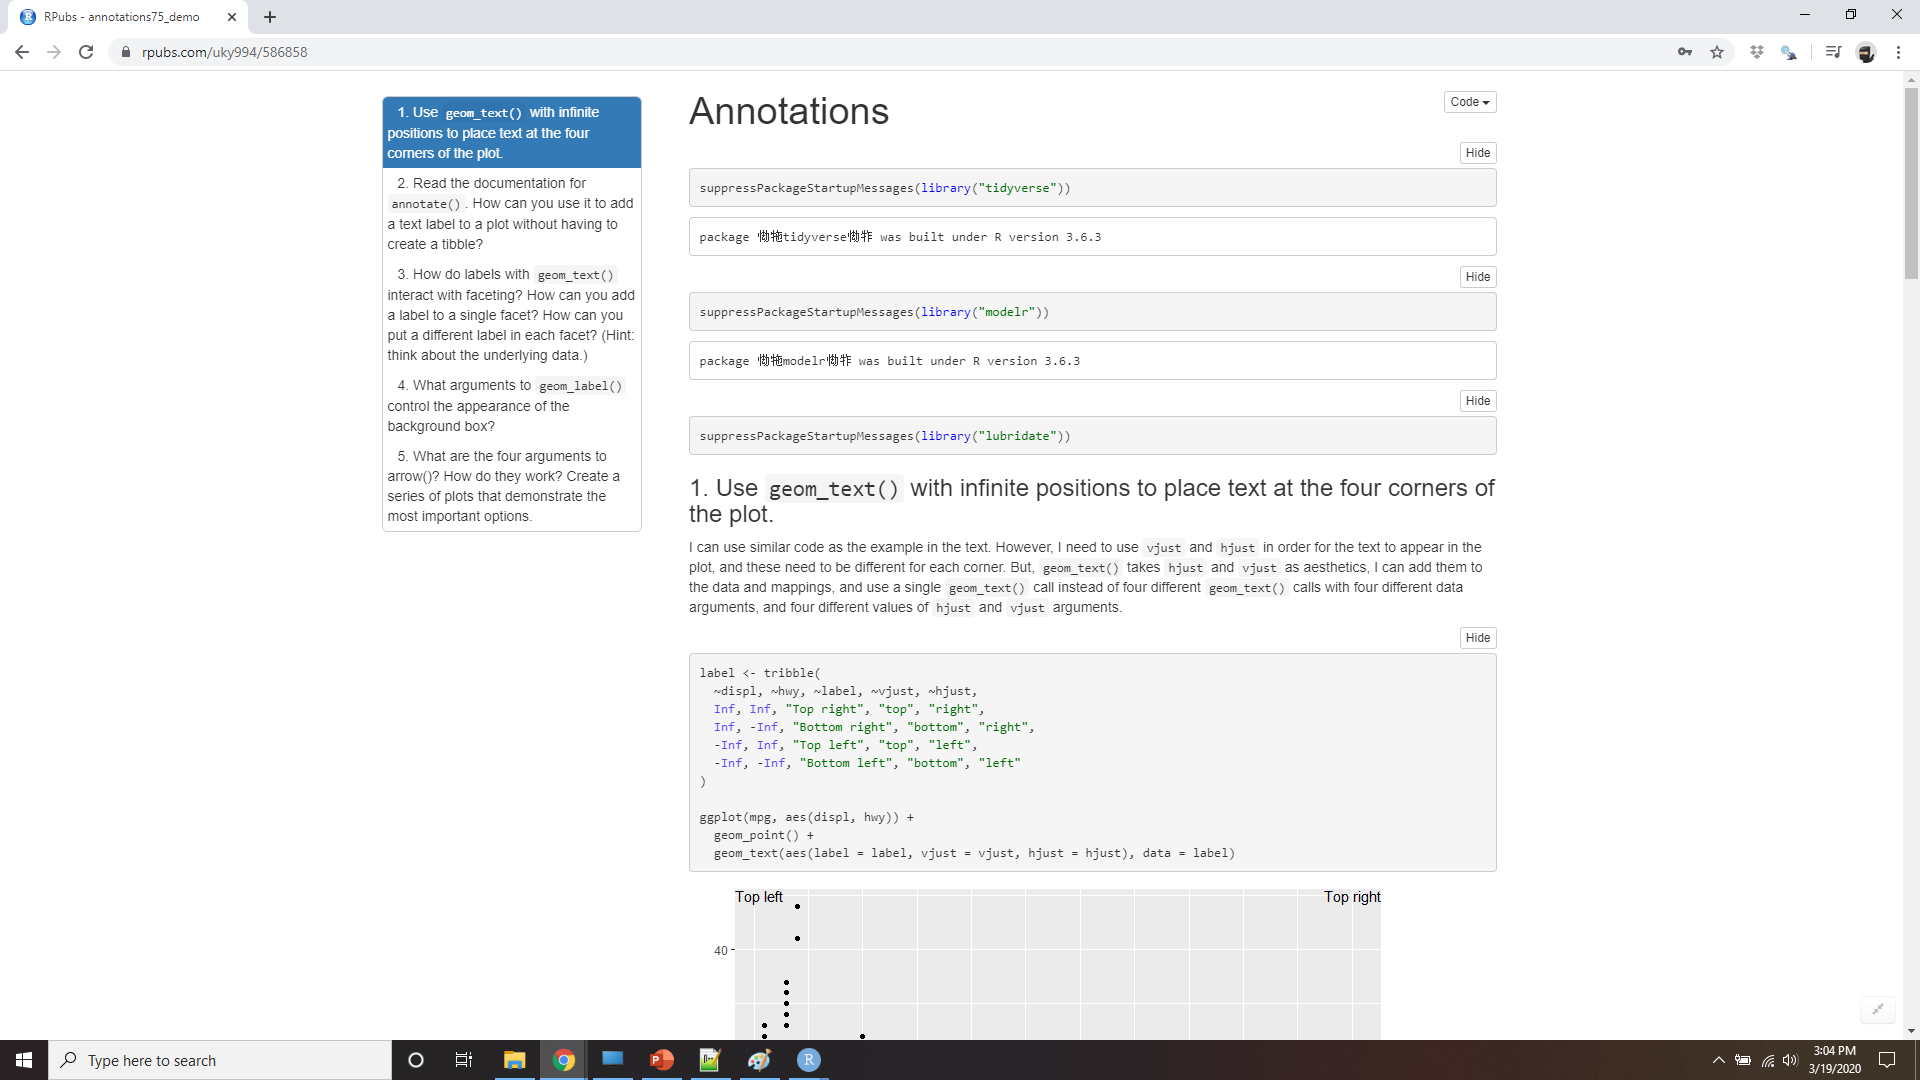 RPubs - annotations75_demo
rpubs.com/uky994/586858
1. Use geom_text() with infinite
positions to place text at the four
corners of the plot.
2. Read the documentation for
annotate() . How can you use it to add
a text label to a plot without having to
create a tibble?
3. How do labels with geom_text()
interact with faceting? How can you add
a label to a single facet? How can you
put a different label in each facet? (Hint:
think about the underlying data.)
4. What arguments to geom_label()
control the appearance of the
background box?
5. What are the four arguments to
arrow()? How do they work? Create a
series of plots that demonstrate the
most important options.
Annotations
Code
Hide
suppressPackageStartupMessages(library("tidyverse"))
package tidyverse was built under R version 3.6.3
Hide
suppressPackageStartupMessages(library("modelr"))
package modelr was built under R version 3.6.3
Hide
suppressPackageStartupMessages(library("lubridate"))
1. Use geom_text() with infinite positions to place text at the four corners of
the plot.
I can use similar code as the example in the text. However, I need to use vjust and hjust in order for the text to appear in the
plot, and these need to be different for each corner. But, geom_text() takes hjust and vjust as aesthetics, I can add them to
the data and mappings, and use a single geom_text() call instead of four different geom_text() calls with four different data
arguments, and four different values of hjust and vjust arguments.
Hide
label <- tribble(
~displ, ~hwy, ~label, ~vjust, ~hjust,
Inf, Inf, "Top right", "top", "right",
Inf, -Inf, "Bottom right", "bottom", "right",
-Inf, Inf, "Top left", "top", "left",
-Inf, -Inf, "Bottom left", "bottom", "left"
)
ggplot(mpg, aes(displ, hwy)) +
geom_point() +
geom_text(aes(label = label, vjust = vjust, hjust = hjust), data = label)
Top left
Top right
40
Type here to search
3:04 PM
3/19/2020